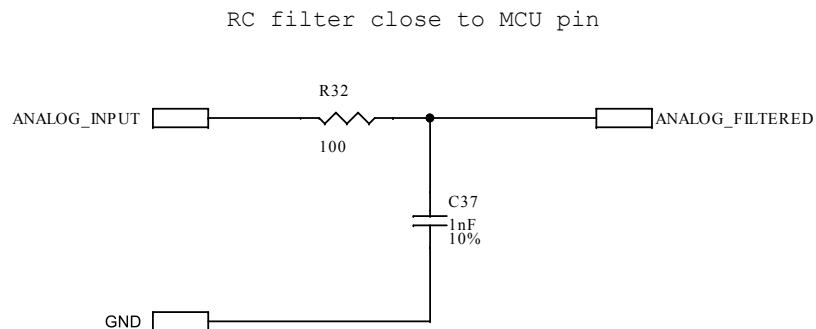 RC filter close to MCU pin
R32
ANALOG_INPUT
ANALOG_FILTERED
100
C37
1nF
10%
GND